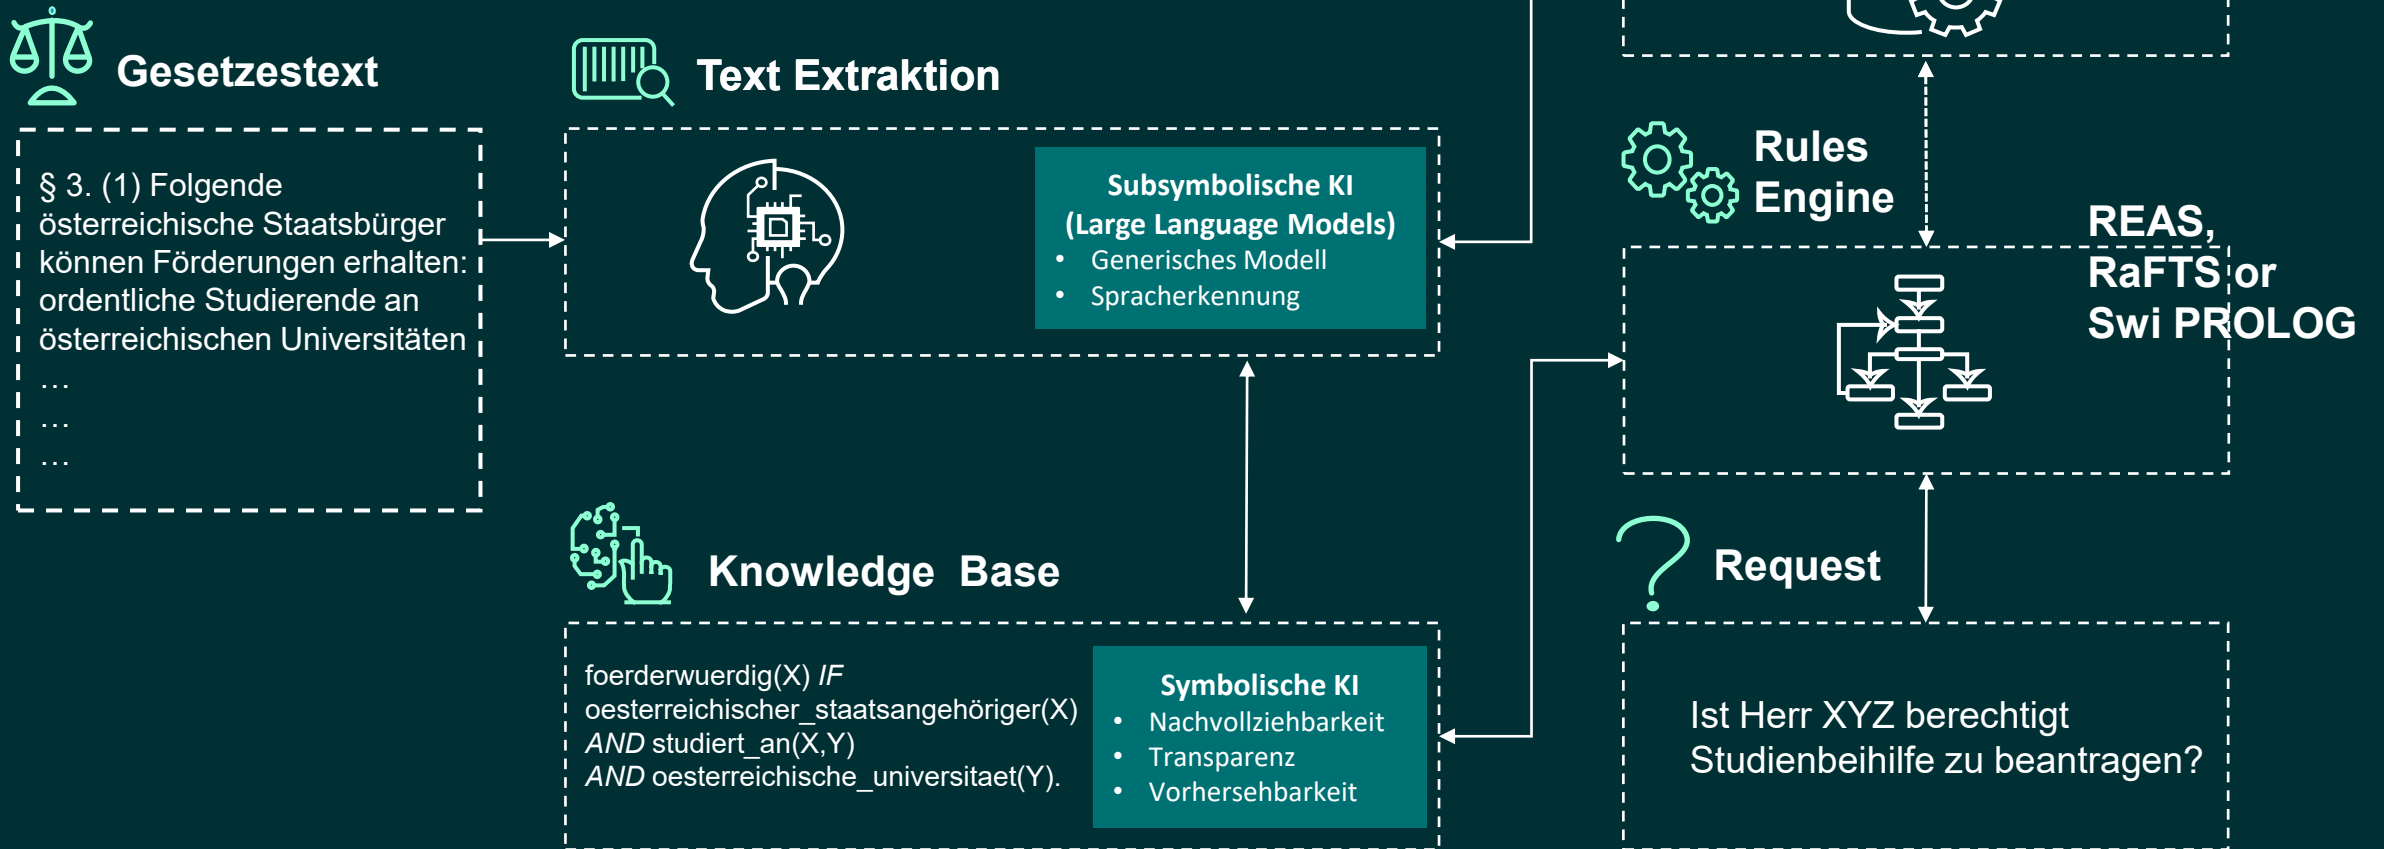 Gesetzestext
§ 3. (1) Folgende
österreichische Staatsbürger
können Förderungen erhalten:
ordentliche Studierende an
österreichischen Universitäten
…
…
…
Text Extraktion
Subsymbolische KI
(Large Language Models)
• Generisches Modell
• Spracherkennung
Knowledge Base
foerderwuerdig(X) IF
oesterreichischer_staatsangehöriger(X)
AND studiert_an(X,Y)
AND oesterreichische_universitaet(Y).
Symbolische KI
• Nachvollziehbarkeit
• Transparenz
• Vorhersehbarkeit
Rules
Engine
REAS,
RaFTS or
Swi PROLOG
Request
Ist Herr XYZ berechtigt
Studienbeihilfe zu beantragen?